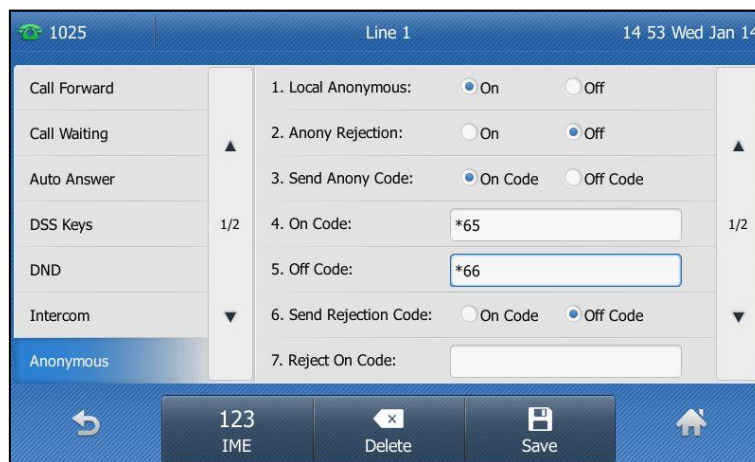 1025 Line 1 14 53 Wed Jan 14
Call Forward 1. Local Anonymous: On Off
Call Waiting 2. Anony Rejection: On Off
Auto Answer 3. Send Anony Code: On Code Off Code
DSS Keys 1/2 4. On Code: *65 1/2
DND 5. Off Code: *66
Intercom 6. Send Rejection Code: On Code Off Code
Anonymous 7. Reject On Code:
123
IME Delete Save